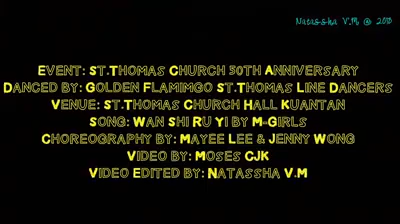 Natassha V.M @ 2010
Event: St.Thomas Church 50th Anniversary
Danced by: Golden Flamimgo St.Thomas Line Dancers
Venue: St.Thomas Church Hall Kuantan
Song: Wan Shi Ru Yi by M-Girls
Choreography by: Mayee Lee & Jenny Wong
Video by: Moses CJK
Video Edited by: Natassha V.M